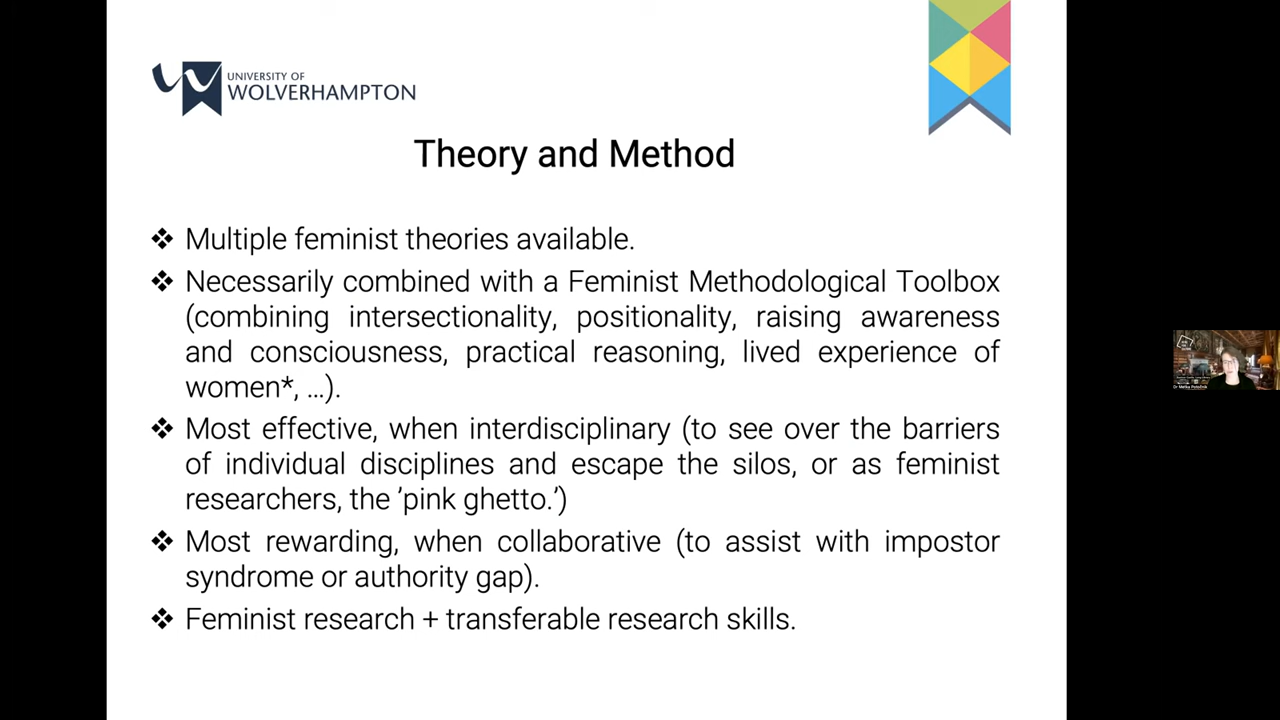 UNIVERSITY OF
WOLVERHAMPTON
Theory and Method
❖ Multiple feminist theories available.
❖ Necessarily combined with a Feminist Methodological Toolbox
(combining intersectionality, positionality, raising awareness
and consciousness, practical reasoning, lived experience of
women*, ...).
❖ Most effective, when interdisciplinary (to see over the barriers
of individual disciplines and escape the silos, or as feminist
researchers, the ’pink ghetto.’)
❖ Most rewarding, when collaborative (to assist with impostor
syndrome or authority gap).
❖ Feminist research + transferable research skills.
Dr Metka Potočnik